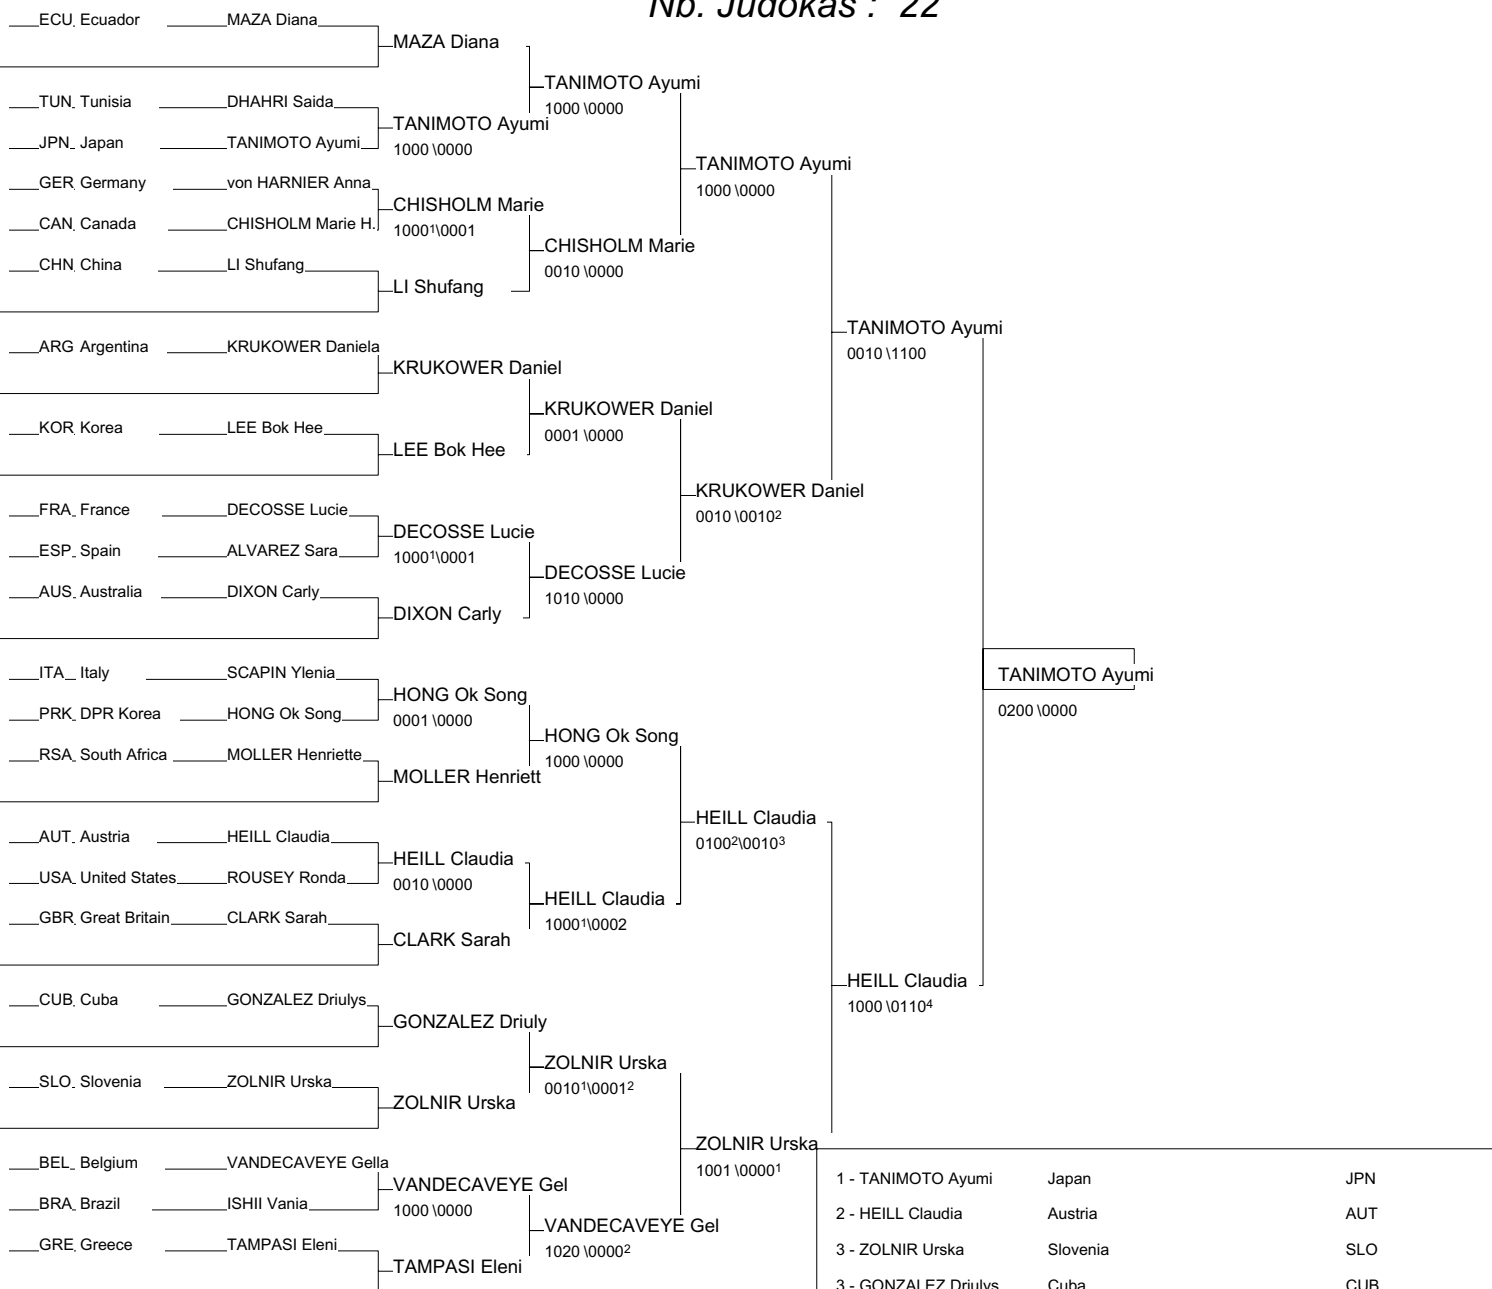 Nb. Judokas : 22
ECU Ecuador MAZA Diana
MAZA Diana
TANIMOTO Ayumi
1000 \0000
TUN Tunisia DHAHRI Saida
TANIMOTO Ayumi
1000 \0000
JPN Japan TANIMOTO Ayumi
TANIMOTO Ayumi
1000 \0000
GER Germany von HARNIER Anna
CHISHOLM Marie
1000¹\0001
CAN Canada CHISHOLM Marie H.
CHISHOLM Marie
0010 \0000
CHN China LI Shufang
LI Shufang
TANIMOTO Ayumi
0010 \1100
ARG Argentina KRUKOWER Daniela
KRUKOWER Daniel
KRUKOWER Daniel
0001 \0000
KOR Korea LEE Bok Hee
LEE Bok Hee
KRUKOWER Daniel
0010 \0010²
FRA France DECOSSE Lucie
DECOSSE Lucie
1000¹\0001
ESP Spain ALVAREZ Sara
DECOSSE Lucie
1010 \0000
AUS Australia DIXON Carly
DIXON Carly
TANIMOTO Ayumi
0200 \0000
ITA Italy SCAPIN Ylenia
HONG Ok Song
0001 \0000
PRK DPR Korea HONG Ok Song
HONG Ok Song
1000 \0000
RSA South Africa MOLLER Henriette
MOLLER Henriett
HEILL Claudia
0100²\0010³
AUT Austria HEILL Claudia
HEILL Claudia
0010 \0000
USA United States ROUSEY Ronda
HEILL Claudia
1000¹\0002
GBR Great Britain CLARK Sarah
CLARK Sarah
HEILL Claudia
1000 \0110⁴
CUB Cuba GONZALEZ Driulys
GONZALEZ Driuly
ZOLNIR Urska
0010¹\0001²
SLO Slovenia ZOLNIR Urska
ZOLNIR Urska
ZOLNIR Urska
1001 \0000¹
BEL Belgium VANDECAVEYE Gella
VANDECAVEYE Gel
1000 \0000
BRA Brazil ISHII Vania
VANDECAVEYE Gel
1020 \0000²
GRE Greece TAMPASI Eleni
TAMPASI Eleni
1 - TANIMOTO Ayumi Japan JPN
2 - HEILL Claudia Austria AUT
3 - ZOLNIR Urska Slovenia SLO
3 - GONZALEZ Driulys Cuba CUB